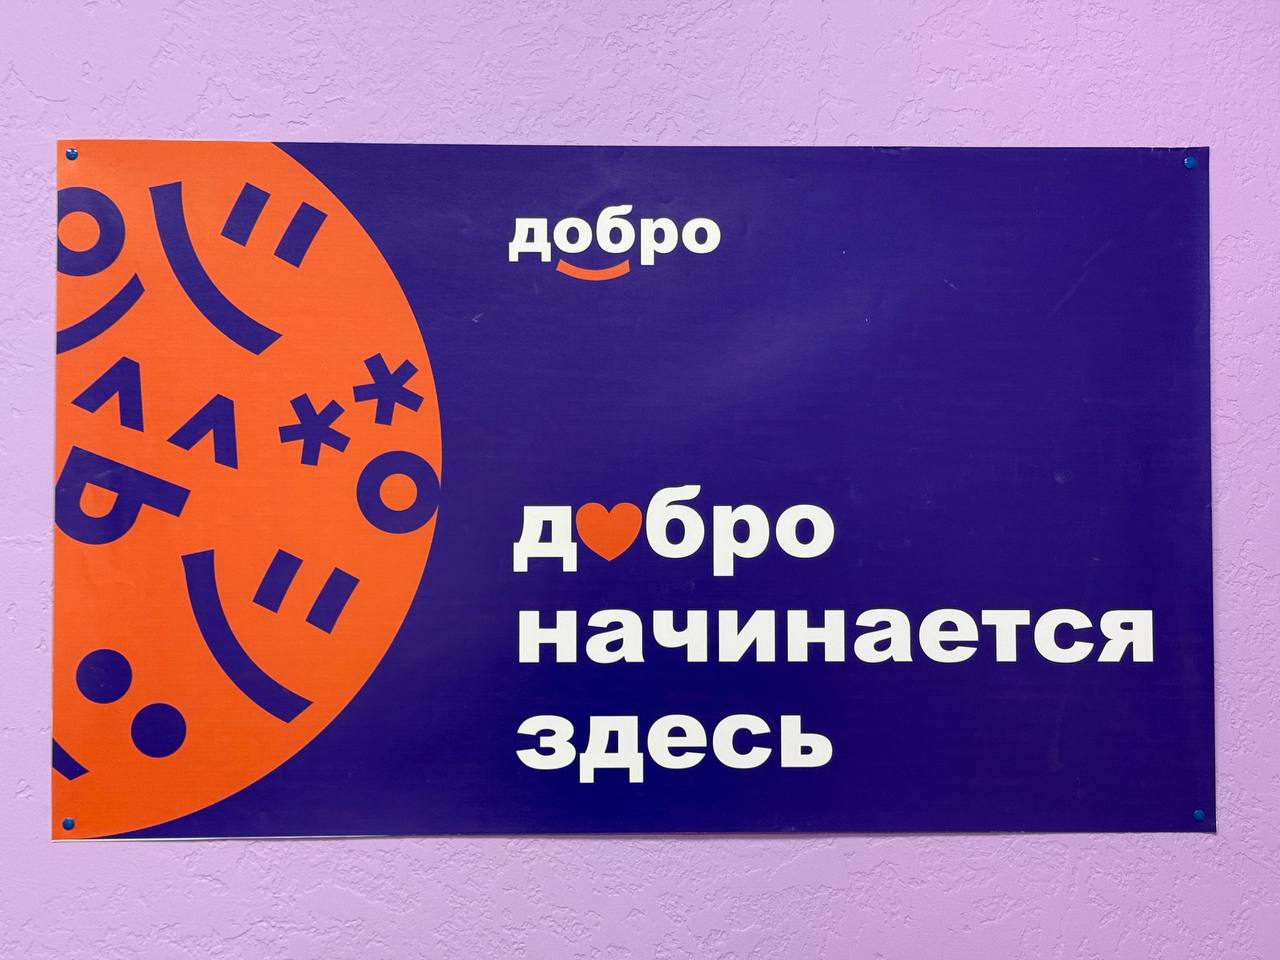 добро
д❤бро
начинается
здесь